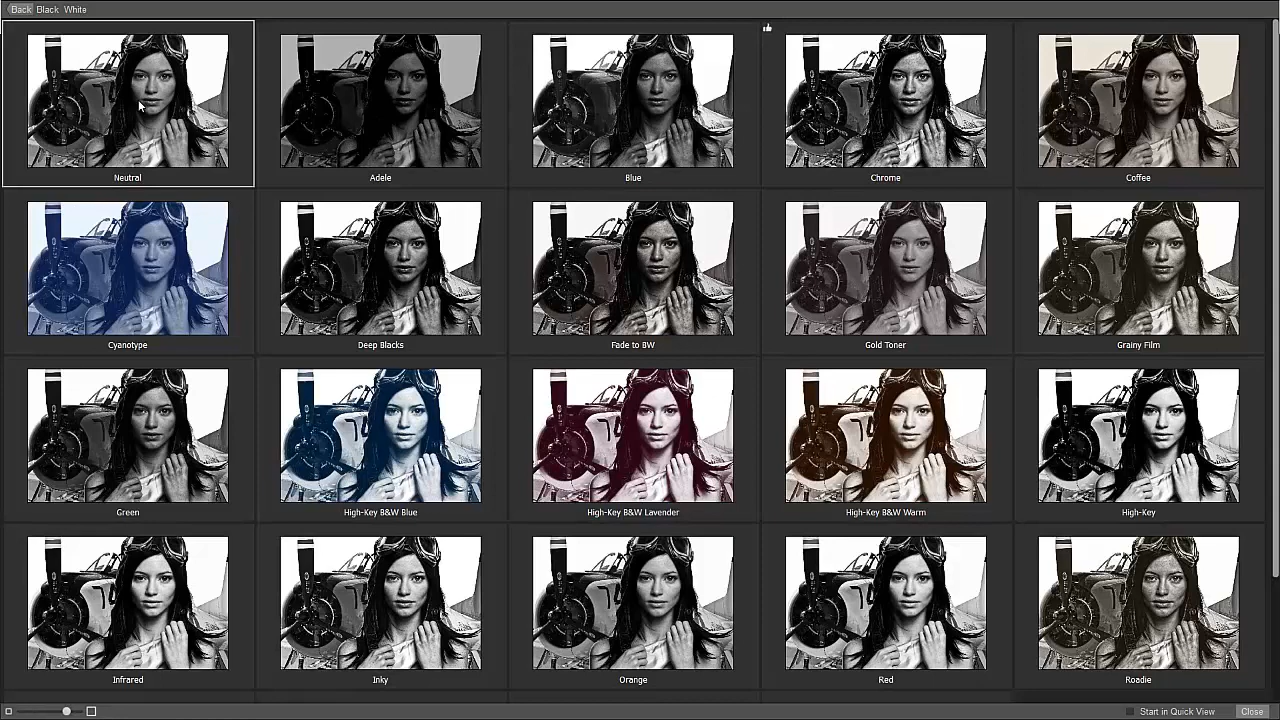 Back Black White
Neutral Adele Blue Chrome Coffee
Cyanotype Deep Blacks Fade to BW Gold Toner Grainy Film
Green High-Key B&W Blue High-Key B&W Lavender High-Key B&W Warm High-Key
Infrared Inky Orange Red Roadie
Start in Quick View Close